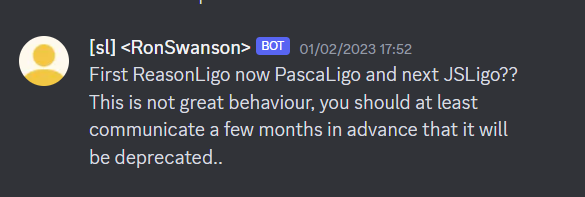 [sl] <RonSwanson> BOT 01/02/2023 17:52
First ReasonLigo now PascaLigo and next JSLigo??
This is not great behaviour, you should at least
communicate a few months in advance that it will
be deprecated..